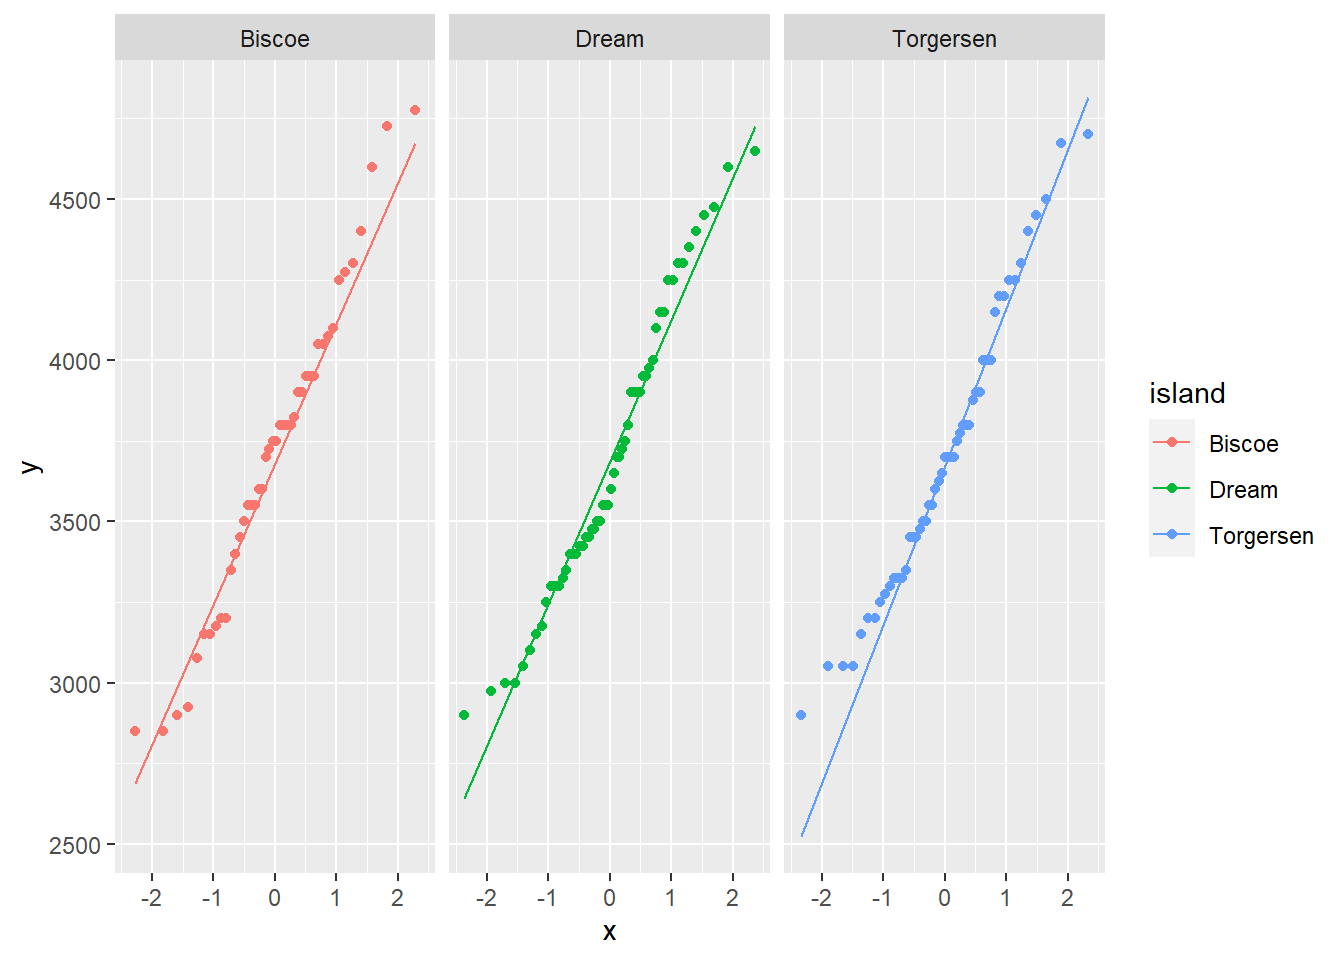 Biscoe Dream Torgersen
4500
4000
3500
3000
2500
y
-2 -1 0 1 2 -2 -1 0 1 2 -2 -1 0 1 2
x
island
Biscoe
Dream
Torgersen